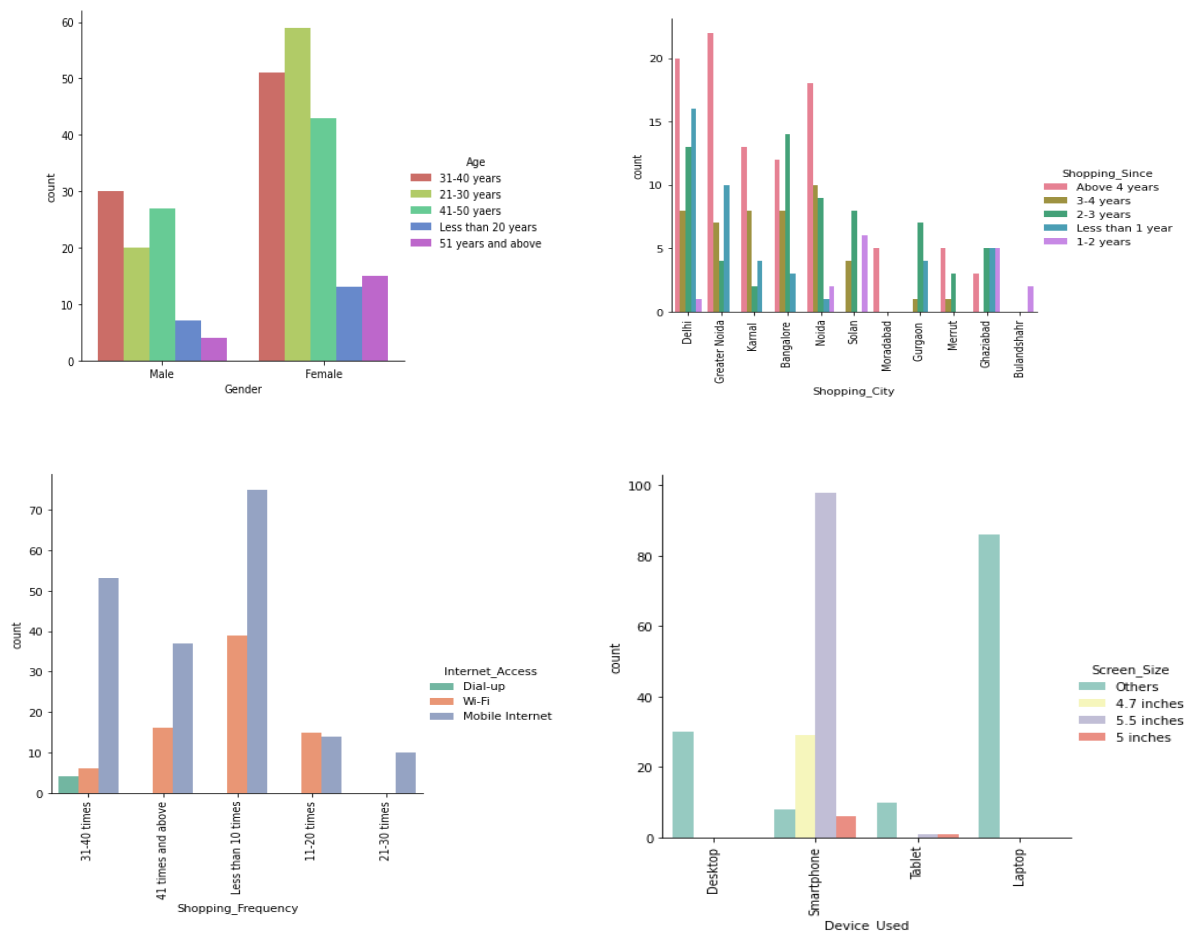 60
50
40
30
20
10
0
count
Male
Female
Gender
Age
31-40 years
21-30 years
41-50 yaers
Less than 20 years
51 years and above
20
15
10
5
0
count
Delhi
Greater Noida
Karnal
Bangalore
Noida
Solan
Moradabad
Gurgaon
Merrut
Ghaziabad
Bulandshahr
Shopping_City
Shopping_Since
Above 4 years
3-4 years
2-3 years
Less than 1 year
1-2 years
70
60
50
40
30
20
10
0
count
31-40 times
41 times and above
Less than 10 times
11-20 times
21-30 times
Shopping_Frequency
Internet_Access
Dial-up
Wi-Fi
Mobile Internet
100
80
60
40
20
0
count
Desktop
Smartphone
Tablet
Laptop
Device_Used
Screen_Size
Others
4.7 inches
5.5 inches
5 inches